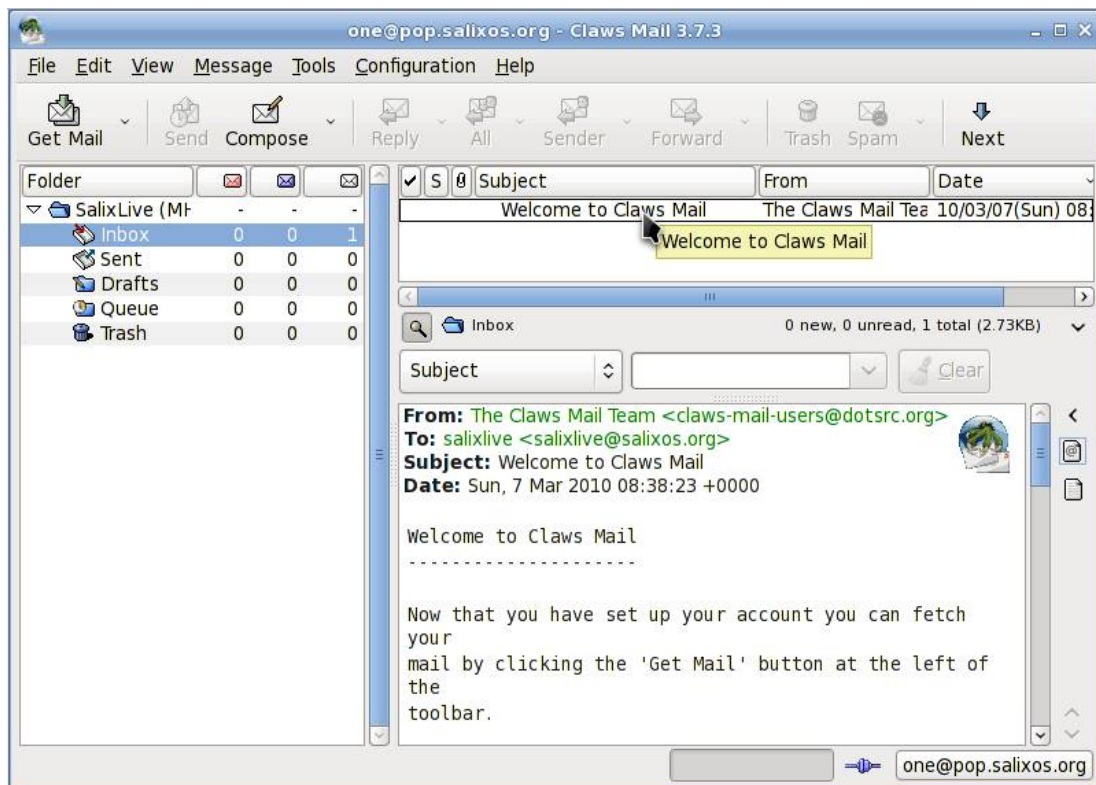 one@pop.salixos.org - Claws Mail 3.7.3
File Edit View Message Tools Configuration Help
Get Mail Send Compose Reply All Sender Forward Trash Spam Next
Folder
SalixLive (MH - - -
Inbox 0 0 1
Sent 0 0 0
Drafts 0 0 0
Queue 0 0 0
Trash 0 0 0
S Subject From Date
Welcome to Claws Mail The Claws Mail Tea 10/03/07(Sun) 08:
Welcome to Claws Mail
Inbox 0 new, 0 unread, 1 total (2.73KB)
Subject Clear
From: The Claws Mail Team <claws-mail-users@dotsrc.org>
To: salixlive <salixlive@salixos.org>
Subject: Welcome to Claws Mail
Date: Sun, 7 Mar 2010 08:38:23 +0000
Welcome to Claws Mail
---------------------
Now that you have set up your account you can fetch
your
mail by clicking the 'Get Mail' button at the left of
the
toolbar.
one@pop.salixos.org